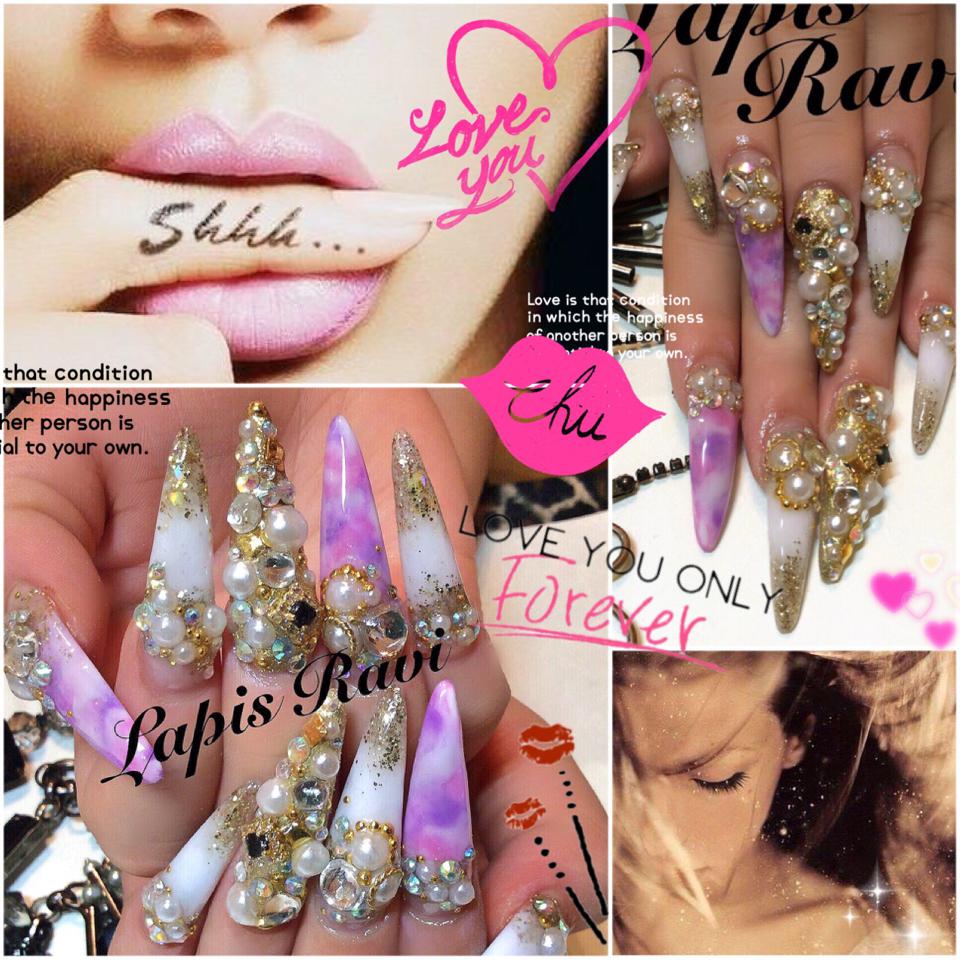 Love
you
Shhh...
Lapis
Rav
Love is that condition
in which the happiness
of another person is
your own.
that condition
the happiness
her person is
ial to your own.
chu
LOVE YOU ONLY
Forever
Lapis Ravi